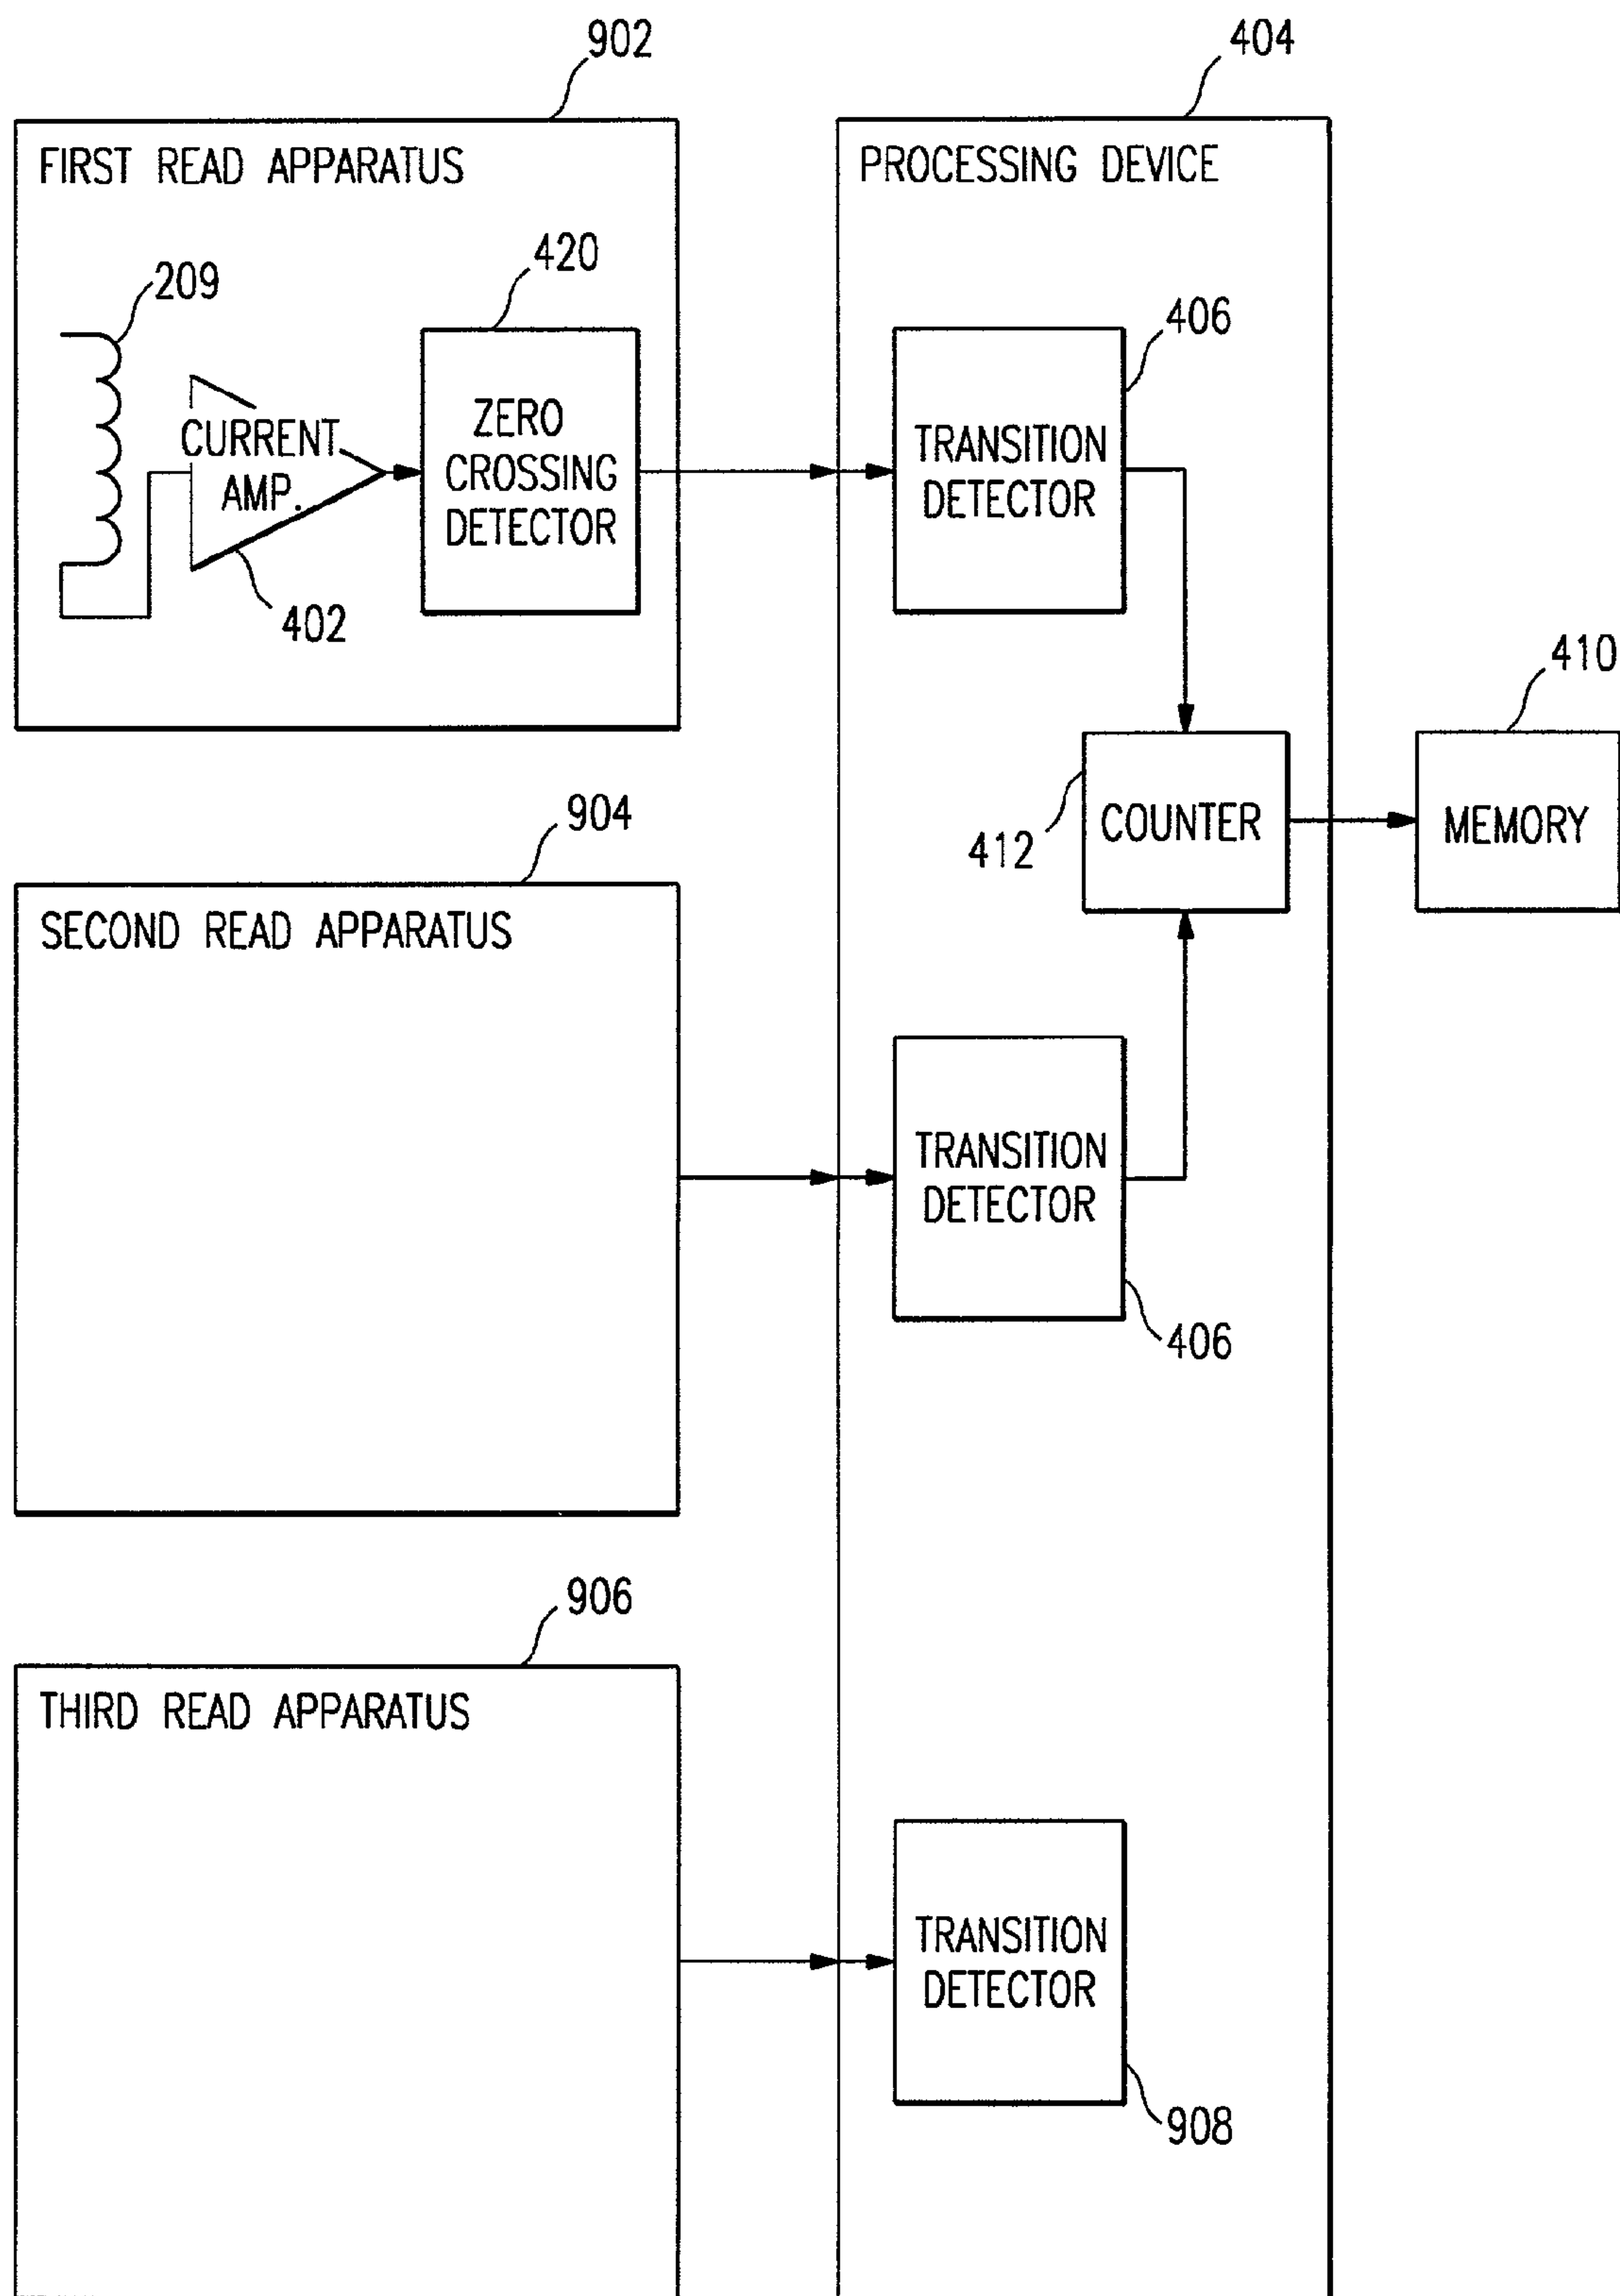 902
404
FIRST READ APPARATUS
PROCESSING DEVICE
420
209
406
CURRENT
AMP.
ZERO
CROSSING
DETECTOR
TRANSITION
DETECTOR
402
410
412
COUNTER
MEMORY
904
SECOND READ APPARATUS
TRANSITION
DETECTOR
406
906
THIRD READ APPARATUS
TRANSITION
DETECTOR
908